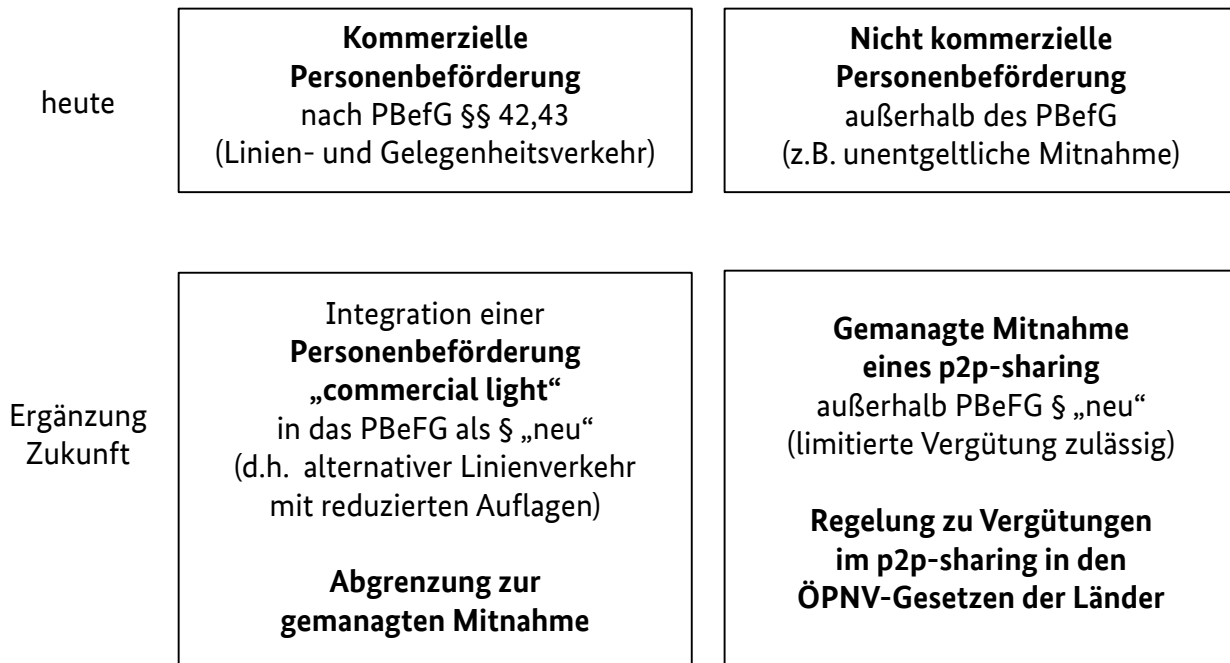 heute
Kommerzielle
Personenbeförderung
nach PBefG §§ 42,43
(Linien- und Gelegenheitsverkehr)
Nicht kommerzielle
Personenbeförderung
außerhalb des PBefG
(z.B. unentgeltliche Mitnahme)
Ergänzung
Zukunft
Integration einer
Personenbeförderung
„commercial light“
in das PBeFG als § „neu“
(d.h. alternativer Linienverkehr
mit reduzierten Auflagen)
Abgrenzung zur
gemanagten Mitnahme
Gemanagte Mitnahme
eines p2p-sharing
außerhalb PBeFG § „neu“
(limitierte Vergütung zulässig)
Regelung zu Vergütungen
im p2p-sharing in den
ÖPNV-Gesetzen der Länder